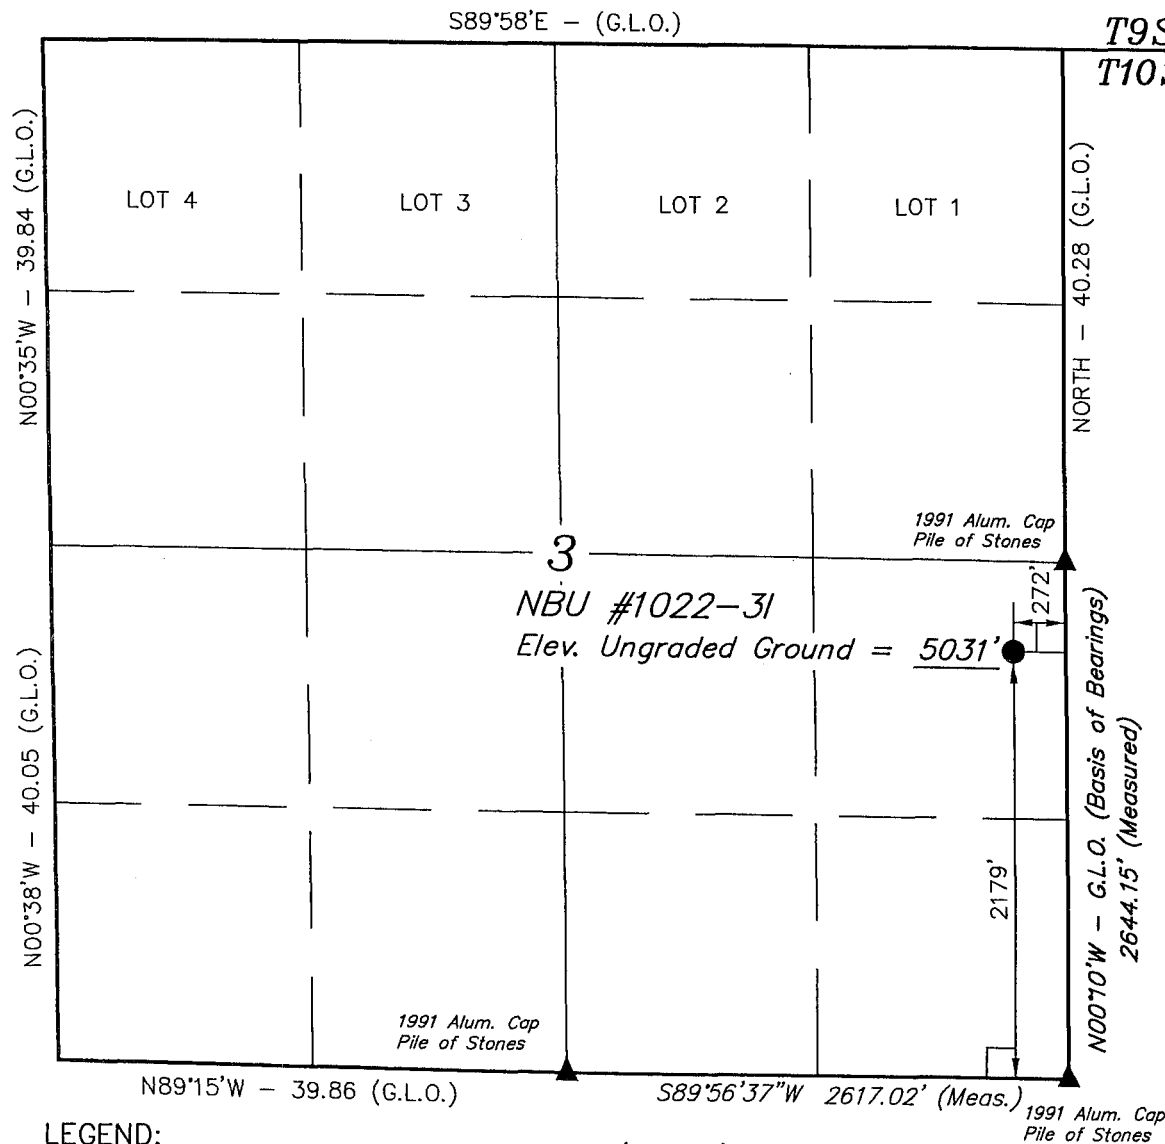 S89°58'E - (G.L.O.)
T9S
T10S
N00°35'W - 39.84 (G.L.O.)
LOT 4
LOT 3
LOT 2
LOT 1
NORTH - 40.28 (G.L.O.)
1991 Alum. Cap
Pile of Stones
3
272'
NBU #1022-3I
Elev. Ungraded Ground = 5031'
N00°38'W - 40.05 (G.L.O.)
2179'
N00°10'W - G.L.O. (Basis of Bearings)
2644.15' (Measured)
1991 Alum. Cap
Pile of Stones
N89°15'W - 39.86 (G.L.O.)
S89°56'37"W 2617.02' (Meas.)
1991 Alum. Cap
Pile of Stones
LEGEND: